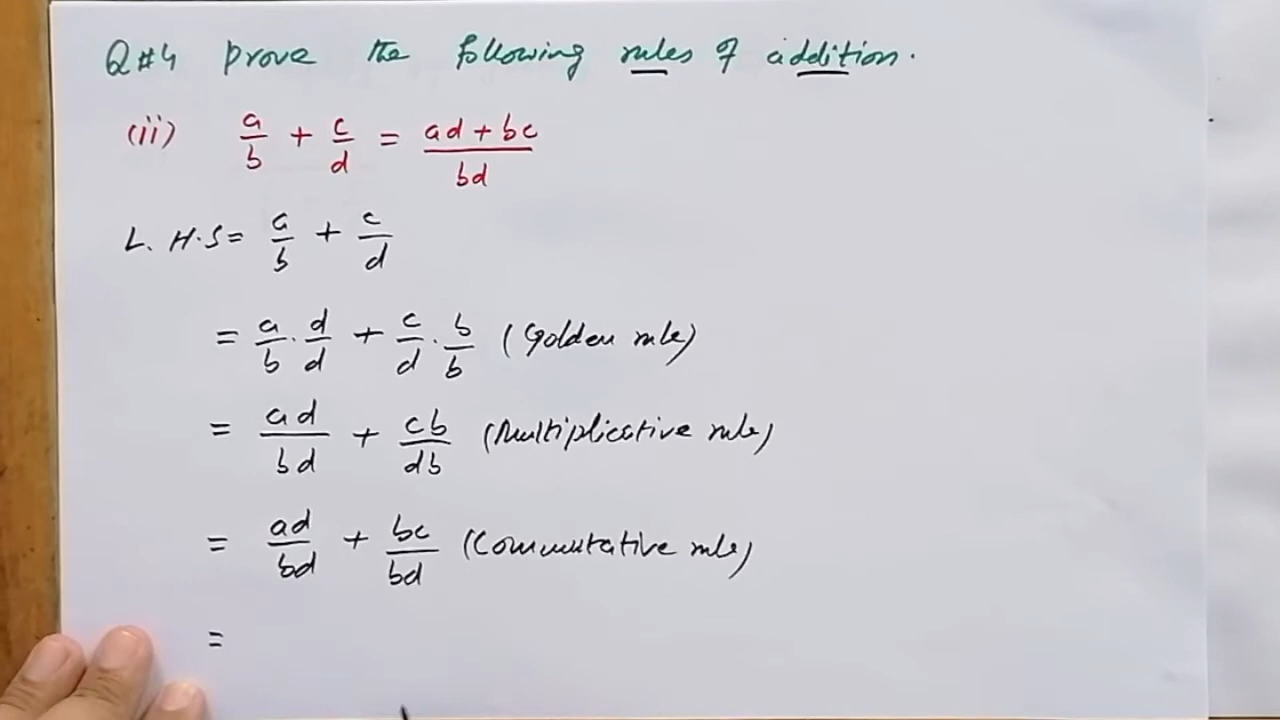 Q#4 Prove the following rules of addition.
(ii) a/b + c/d = ad+bc/bd
L.H.S= a/b + c/d
= a/b . d/d + c/d . b/b (Golden rule)
= ad/bd + cb/db (Multiplicative rule)
= ad/bd + bc/bd (Commutative rule)
=